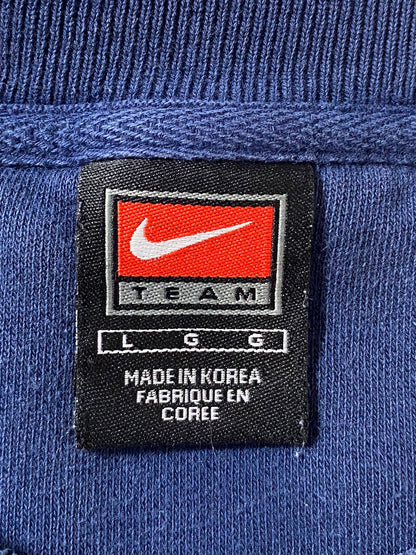 TEAM
L G G
MADE IN KOREA
FABRIQUE EN
COREE